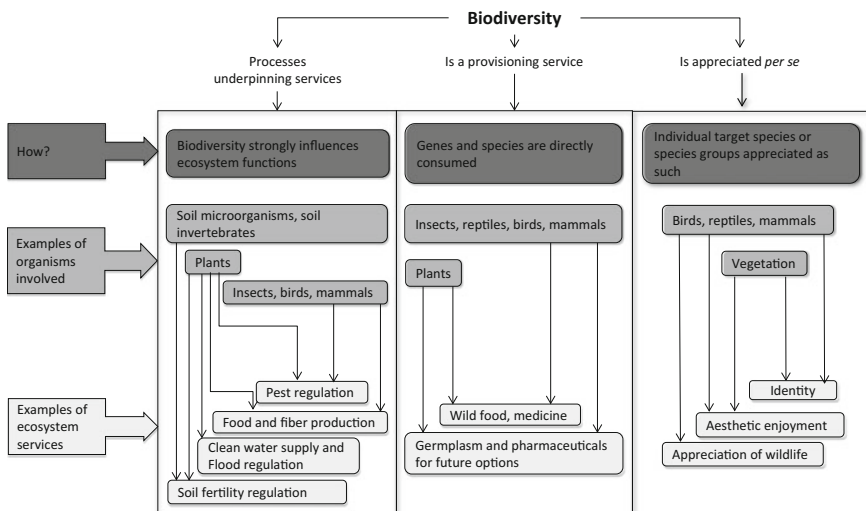 Biodiversity
Processes
underpinning services
Is a provisioning service
Is appreciated per se
How?
Biodiversity strongly influences
ecosystem functions
Genes and species are directly
consumed
Individual target species or
species groups appreciated as
such
Examples of
organisms
involved
Soil microorganisms, soil
invertebrates
Plants
Insects, birds, mammals
Insects, reptiles, birds, mammals
Plants
Birds, reptiles, mammals
Vegetation
Examples of
ecosystem
services
Pest regulation
Food and fiber production
Clean water supply and
Flood regulation
Soil fertility regulation
Wild food, medicine
Germplasm and pharmaceuticals
for future options
Identity
Aesthetic enjoyment
Appreciation of wildlife